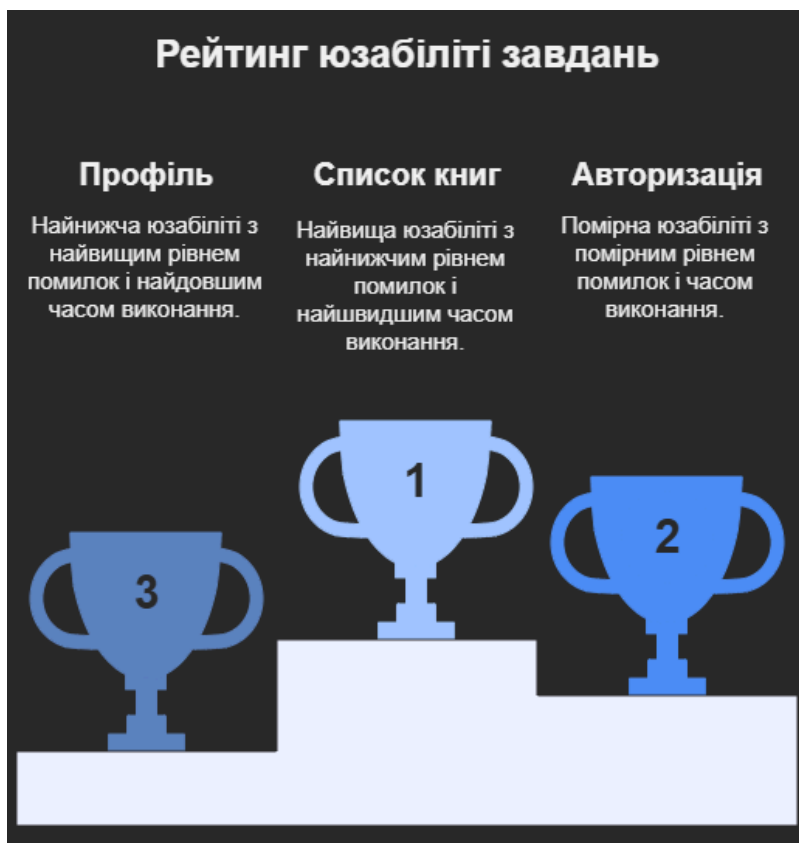 Рейтинг юзабіліті завдань
Профіль
Найнижча юзабіліті з
найвищим рівнем
помилок і найдовшим
часом виконання.
Список книг
Найвища юзабіліті з
найнижчим рівнем
помилок і
найшвидшим часом
виконання.
Авторизація
Помірна юзабіліті з
помірним рівнем
помилок і часом
виконання.
3
1
2